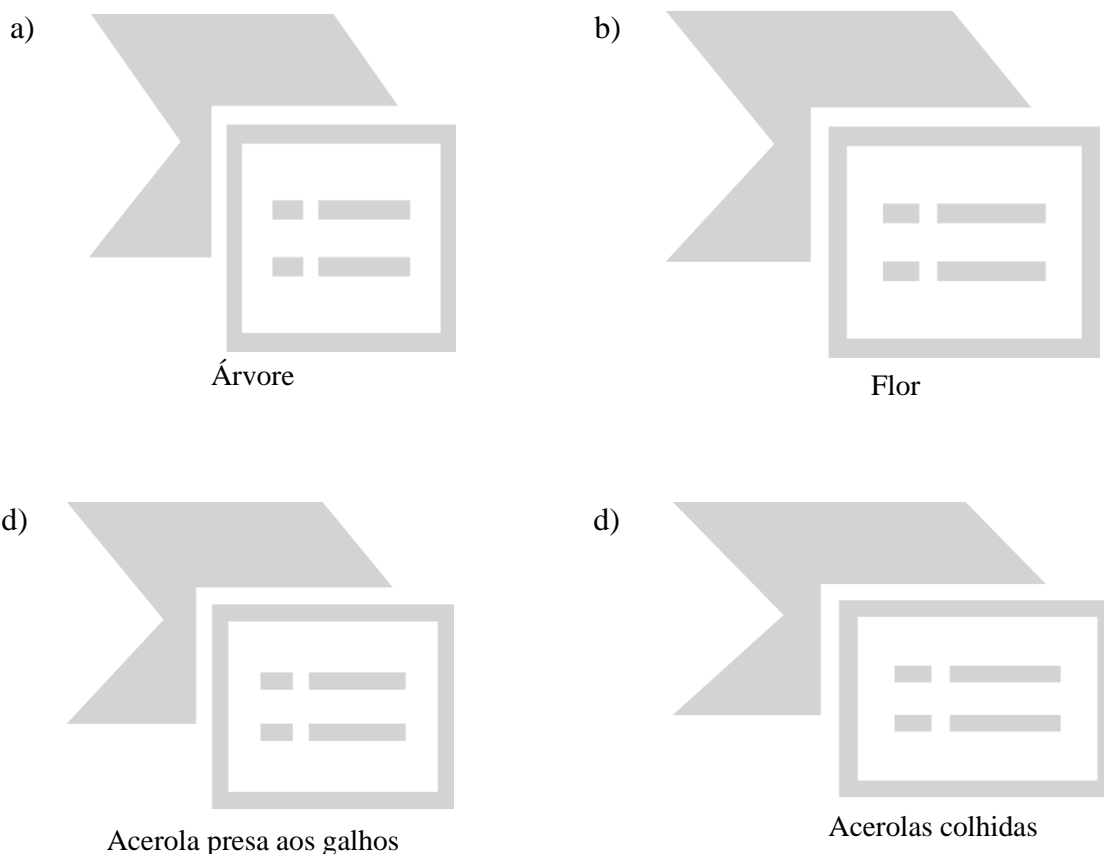 a)
b)
Árvore
Flor
d)
d)
Acerola presa aos galhos
Acerolas colhidas